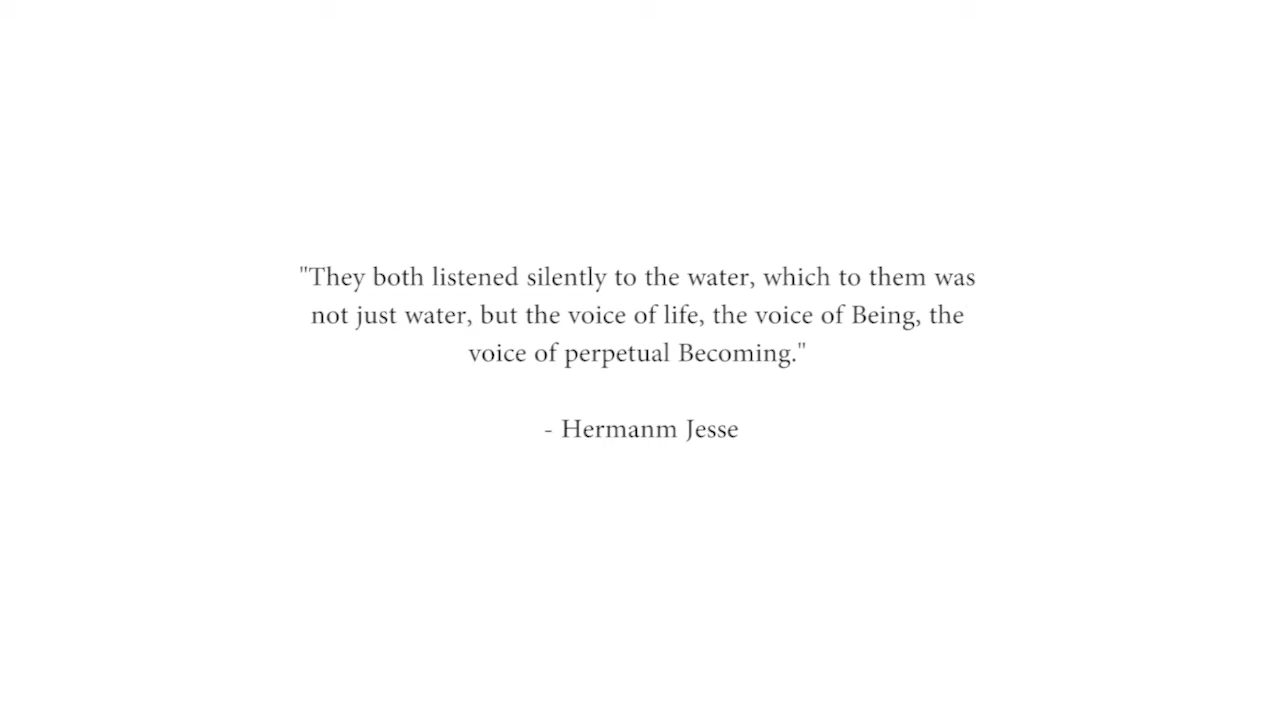 "They both listened silently to the water, which to them was
not just water, but the voice of life, the voice of Being, the
voice of perpetual Becoming."
- Hermanm Jesse